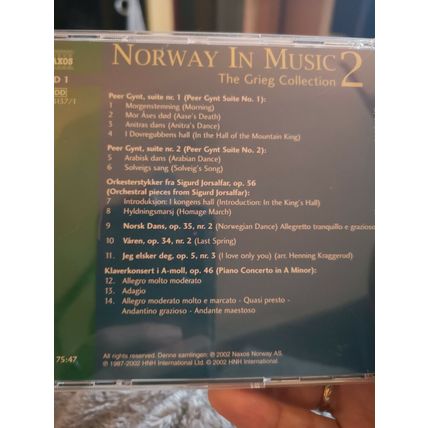 NAXOS
NORWAY IN MUSIC 2
The Grieg Collection
D 1
DDD
Peer Gynt, suite nr. 1 (Peer Gynt Suite No. 1):
1 Morgenstemning (Morning)
2 Mor Åses død (Aase's Death)
3 Anitras dans (Anitra's Dance)
4 I Dovregubbens hall (In the Hall of the Mountain King)
Peer Gynt, suite nr. 2 (Peer Gynt Suite No. 2):
5 Arabisk dans (Arabian Dance)
6 Solveigs sang (Solveig's Song)
Orkesterstykker fra Sigurd Jorsalfar, op. 56
(Orchestral pieces from Sigurd Jorsalfar):
7 Introduksjon: I kongens hall (Introduction: In the King's Hall)
8 Hyldningsmarsj (Homage March)
9 Norsk Dans, op. 35, nr. 2 (Norwegian Dance) Allegretto tranquillo e grazioso
10 Våren, op. 34, nr. 2 (Last Spring)
11. Jeg elsker deg, op. 5, nr. 3 (I love only you) (arr. Henning Kraggerud)
Klaverkonsert i A-moll, op. 46 (Piano Concerto in A Minor):
12. Allegro molto moderato
13. Adagio
14. Allegro moderato molto e marcato - Quasi presto -
Andantino grazioso - Andante maestoso
75:47
All rights reserved. Denne samlingen: ℗ 2002 Naxos Norway AS.
℗ 1987-2002 HNH International Ltd. © 2002 HNH International